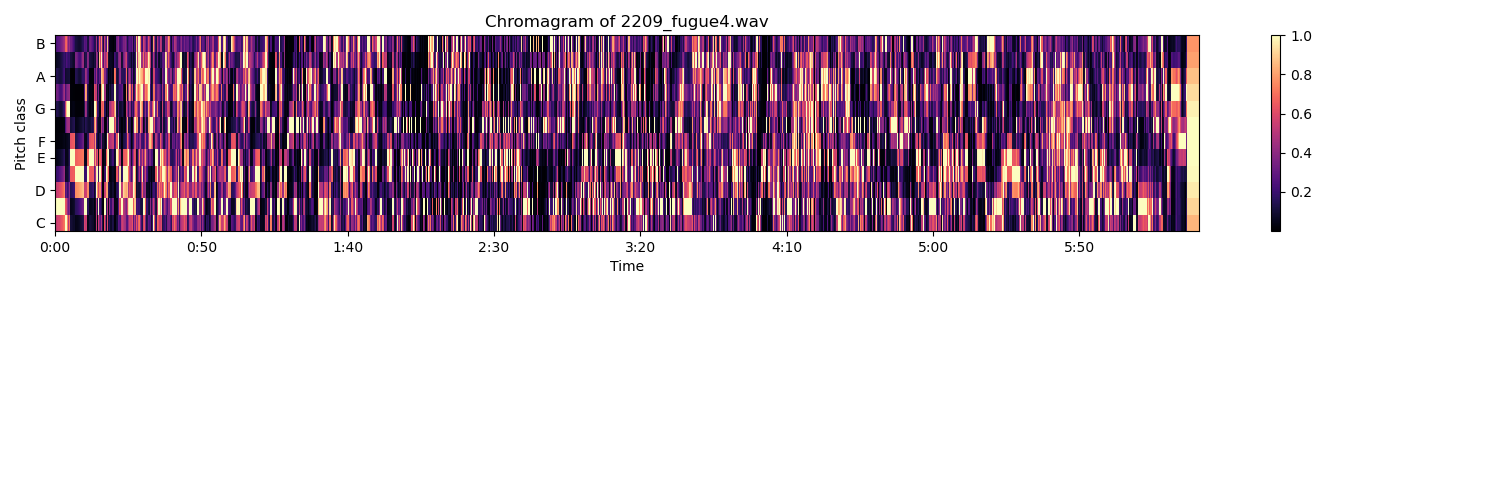 Chromagram of 2209_fugue4.wav
Pitch class
B
A
G
F
E
D
C
0:00 0:50 1:40 2:30 3:20 4:10 5:00 5:50
Time
1.0
0.8
0.6
0.4
0.2